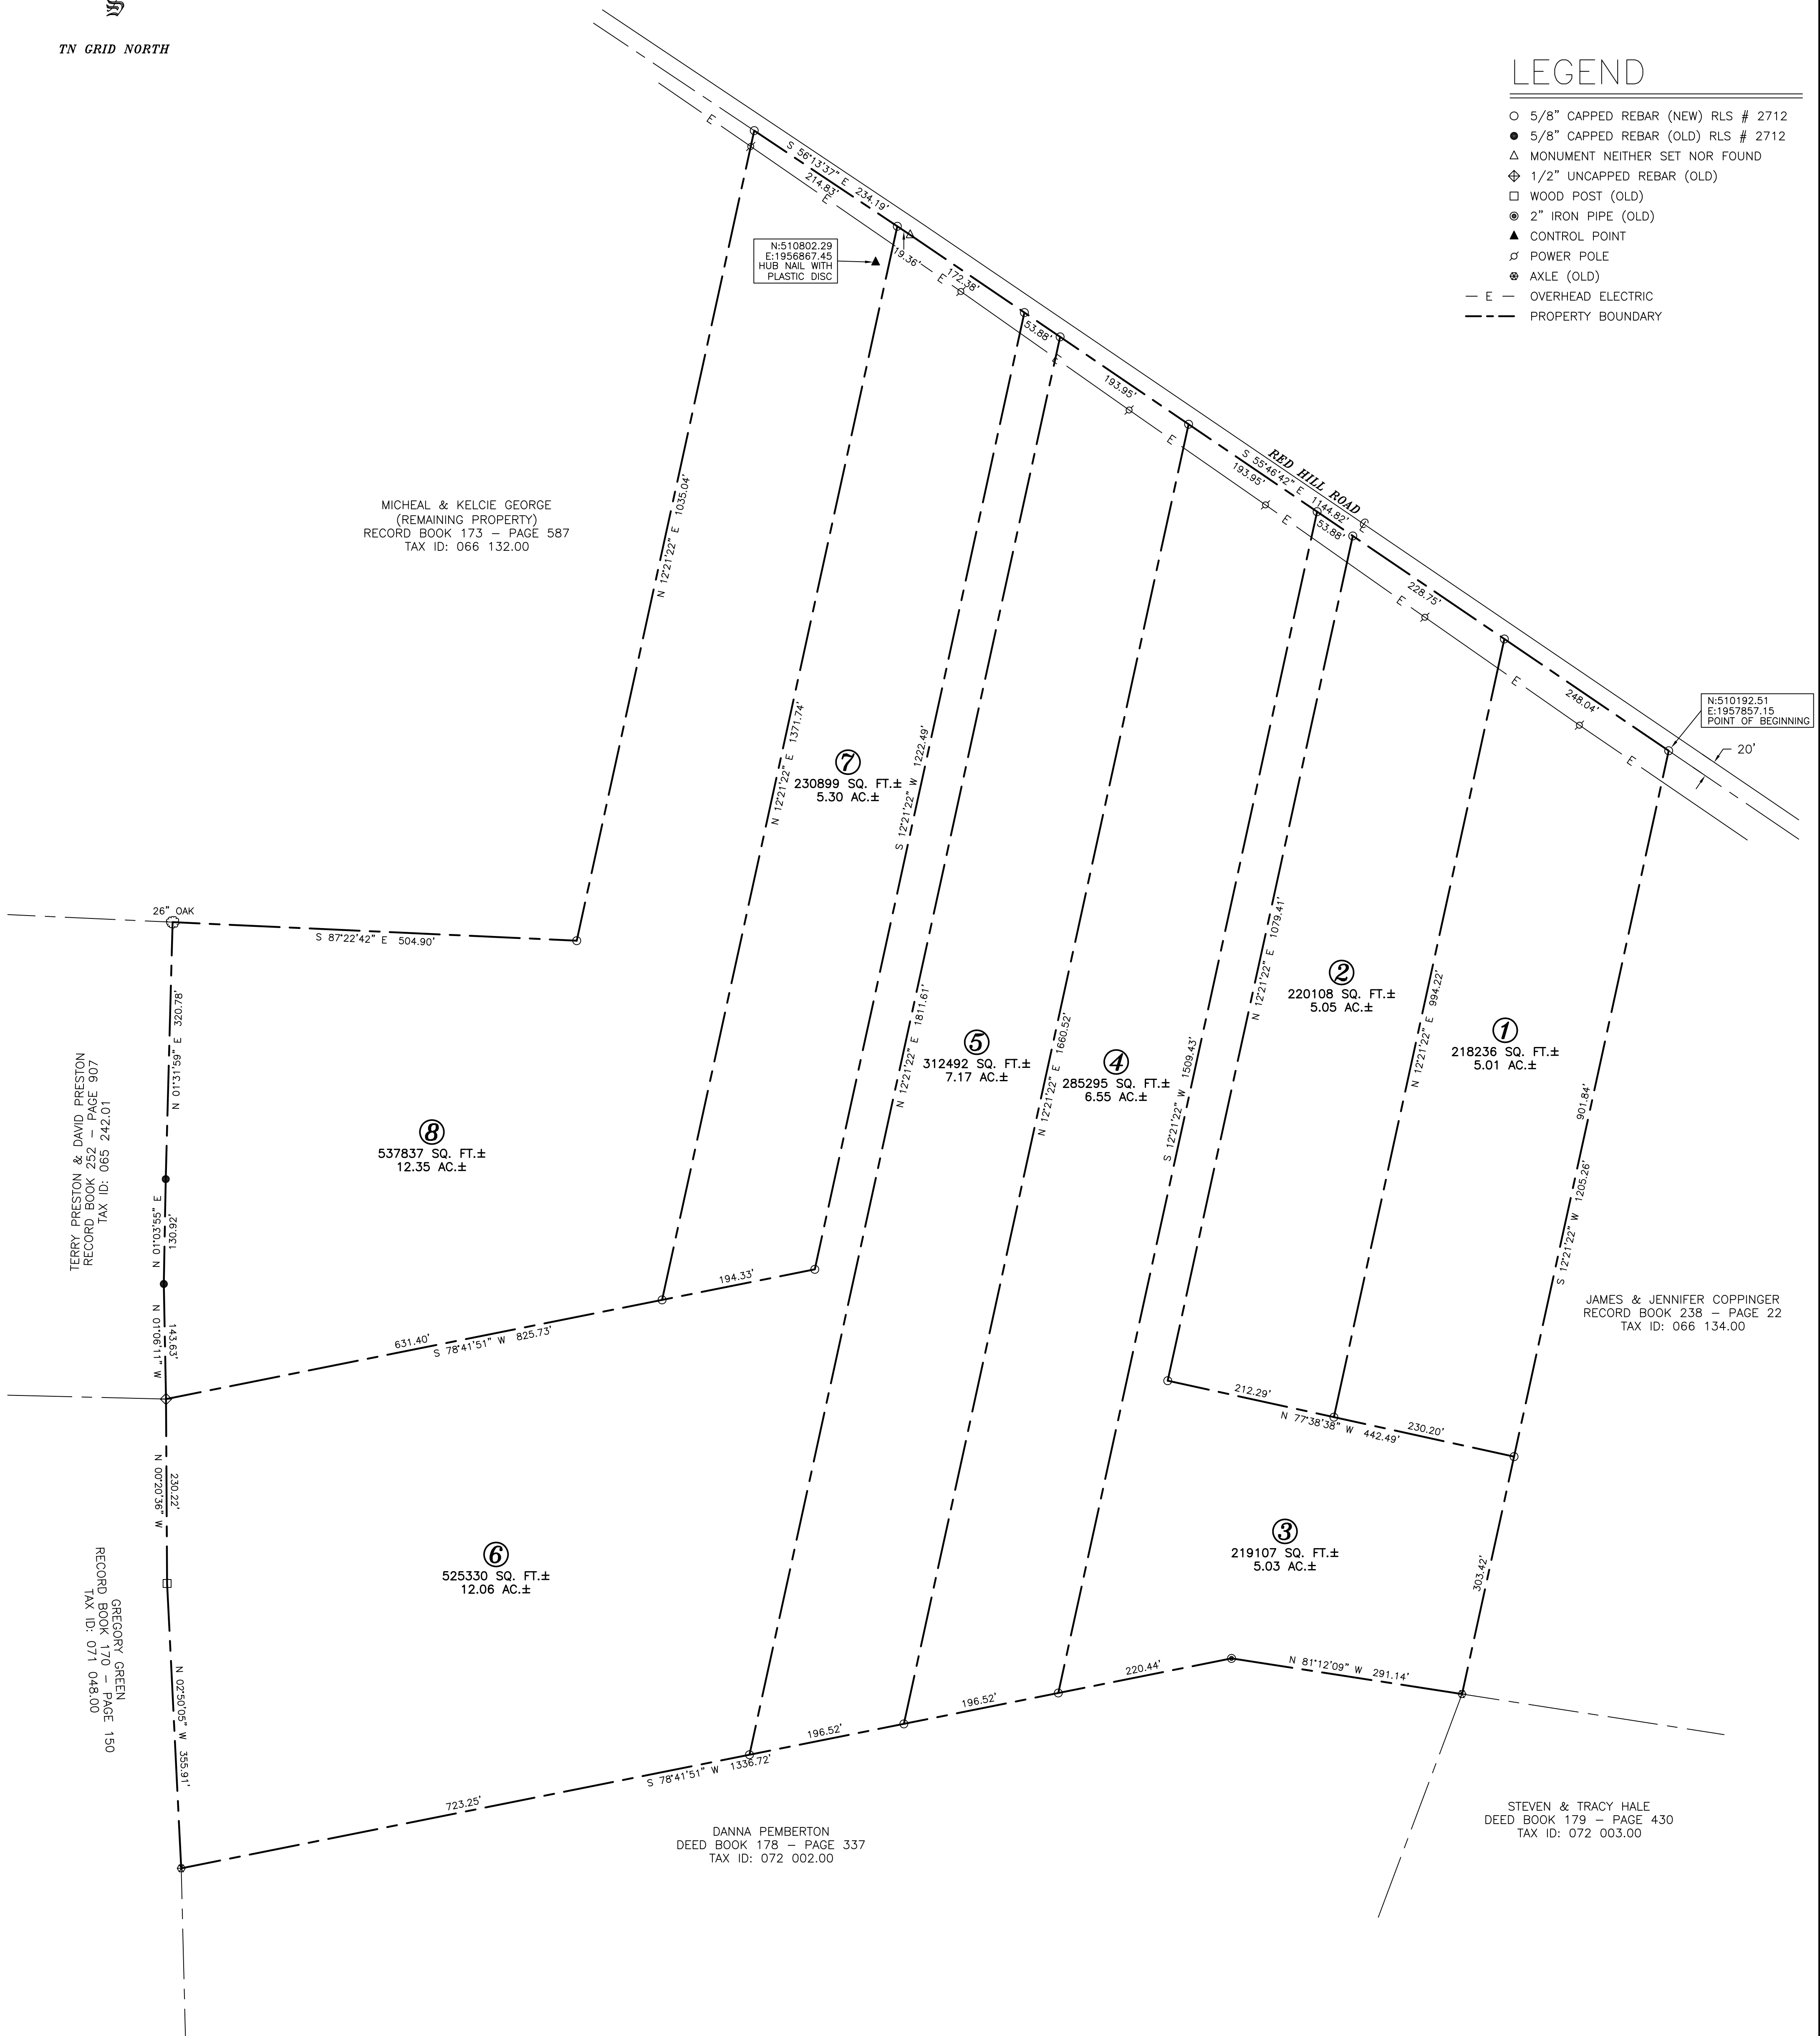 TN GRID NORTH
LEGEND
5/8" CAPPED REBAR (NEW) RLS # 2712
5/8" CAPPED REBAR (OLD) RLS # 2712
MONUMENT NEITHER SET NOR FOUND
1/2" UNCAPPED REBAR (OLD)
WOOD POST (OLD)
2" IRON PIPE (OLD)
CONTROL POINT
POWER POLE
AXLE (OLD)
— E — OVERHEAD ELECTRIC
PROPERTY BOUNDARY
E
S 56°13'37" E 234.19'
214.83'
E
N:510802.29
E:1956867.45
HUB NAIL WITH
PLASTIC DISC
19.36'
E
172.38'
53.88'
E
193.95'
E
RED HILL ROAD ℄
S 55°46'42" E 1144.82'
193.95'
E
53.88'
228.75'
E
E
248.04'
E
N:510192.51
E:1957857.15
POINT OF BEGINNING
20'
MICHEAL & KELCIE GEORGE
(REMAINING PROPERTY)
RECORD BOOK 173 – PAGE 587
TAX ID: 066 132.00
N 12°21'22" E 1035.04'
N 12°21'22" E 1371.74'
7
230899 SQ. FT.±
5.30 AC.±
S 12°21'22" W 1222.49'
N 12°21'22" E 1811.61'
5
312492 SQ. FT.±
7.17 AC.±
N 12°21'22" E 1660.52'
4
285295 SQ. FT.±
6.55 AC.±
S 12°21'22" W 1509.43'
N 12°21'22" E 1079.41'
2
220108 SQ. FT.±
5.05 AC.±
N 12°21'22" E 994.22'
1
218236 SQ. FT.±
5.01 AC.±
901.84'
S 12°21'22" W 1205.26'
JAMES & JENNIFER COPPINGER
RECORD BOOK 238 – PAGE 22
TAX ID: 066 134.00
26" OAK
S 87°22'42" E 504.90'
N 01°31'59" E 320.78'
TERRY PRESTON & DAVID PRESTON
RECORD BOOK 252 – PAGE 907
TAX ID: 065 242.01
N 01°03'55" E
130.92'
N 01°06'11" W
143.63'
8
537837 SQ. FT.±
12.35 AC.±
194.33'
631.40'
S 78°41'51" W 825.73'
212.29'
N 77°38'38" W 442.49'
230.20'
N 00°20'36" W
230.22'
GREGORY GREEN
RECORD BOOK 170 – PAGE 150
TAX ID: 071 048.00
N 02°50'05" W 355.91'
6
525330 SQ. FT.±
12.06 AC.±
3
219107 SQ. FT.±
5.03 AC.±
303.42'
N 81°12'09" W 291.14'
220.44'
196.52'
196.52'
S 78°41'51" W 1336.72'
723.25'
DANNA PEMBERTON
DEED BOOK 178 – PAGE 337
TAX ID: 072 002.00
STEVEN & TRACY HALE
DEED BOOK 179 – PAGE 430
TAX ID: 072 003.00